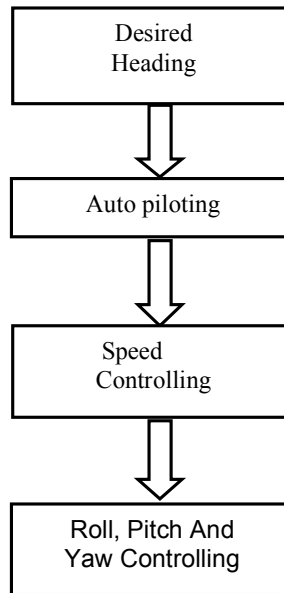 Desired
Heading
Auto piloting
Speed
Controlling
Roll, Pitch And
Yaw Controlling